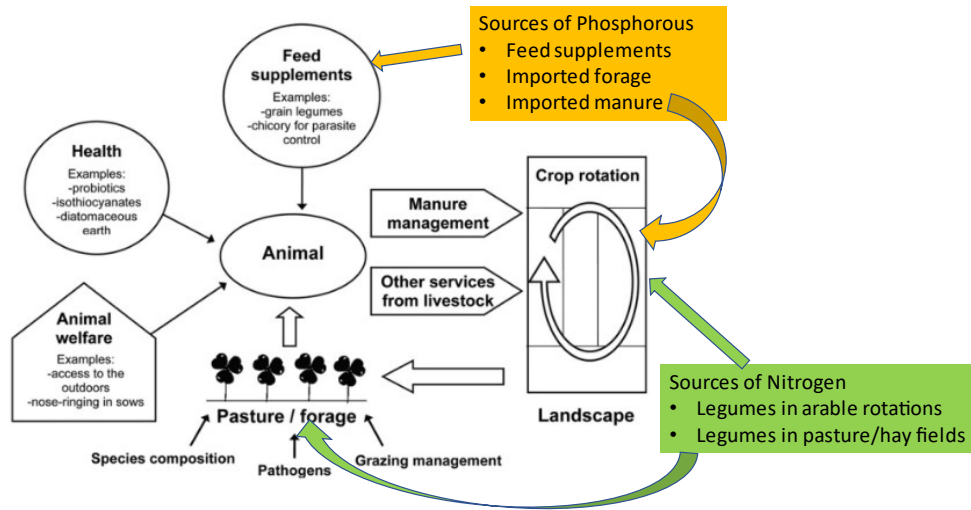 Sources of Phosphorous
• Feed supplements
• Imported forage
• Imported manure
Feed
supplements
Examples:
-grain legumes
-chicory for parasite
control
Health
Examples:
-probiotics
-isothiocyanates
-diatomaceous
earth
Animal
Manure
management
Crop rotation
Other services
from livestock
Animal
welfare
Examples:
-access to the
outdoors
-nose-ringing in sows
Pasture / forage
Landscape
Species composition
Pathogens
Grazing management
Sources of Nitrogen
• Legumes in arable rotations
• Legumes in pasture/hay fields